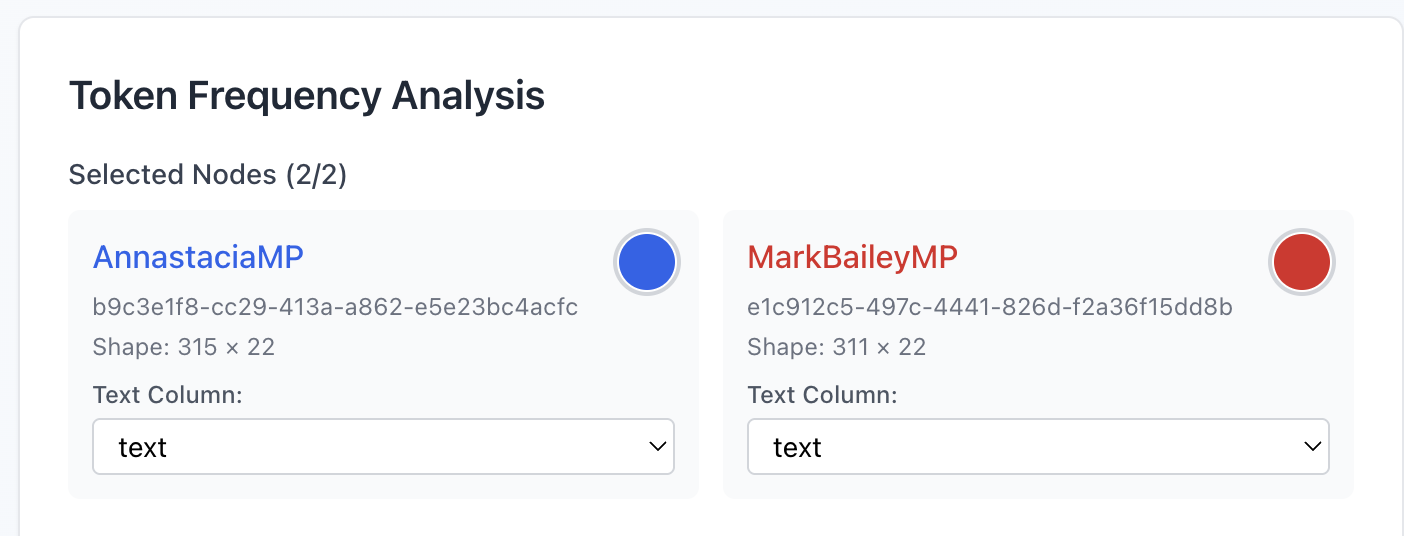 Token Frequency Analysis
Selected Nodes (2/2)
AnnastaciaMP
b9c3e1f8-cc29-413a-a862-e5e23bc4acfc
Shape: 315 × 22
Text Column:
text
MarkBaileyMP
e1c912c5-497c-4441-826d-f2a36f15dd8b
Shape: 311 × 22
Text Column:
text